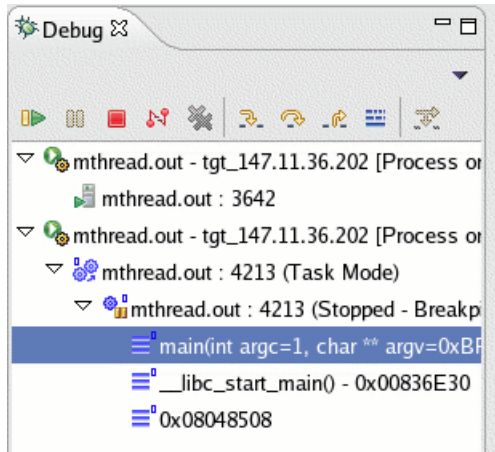 Debug
mthread.out - tgt_147.11.36.202 [Process or
mthread.out : 3642
mthread.out - tgt_147.11.36.202 [Process or
mthread.out : 4213 (Task Mode)
mthread.out : 4213 (Stopped - Breakp
main(int argc=1, char ** argv=0xBF
__libc_start_main() - 0x00836E30
0x08048508